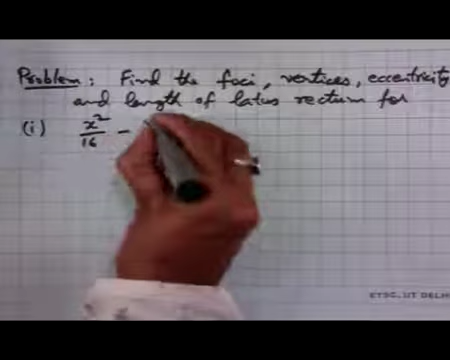 Problem: Find the foci, vertices, eccentricity
and length of latus rectum for
(i) x²/16 -
ETSC, IIT DELHI